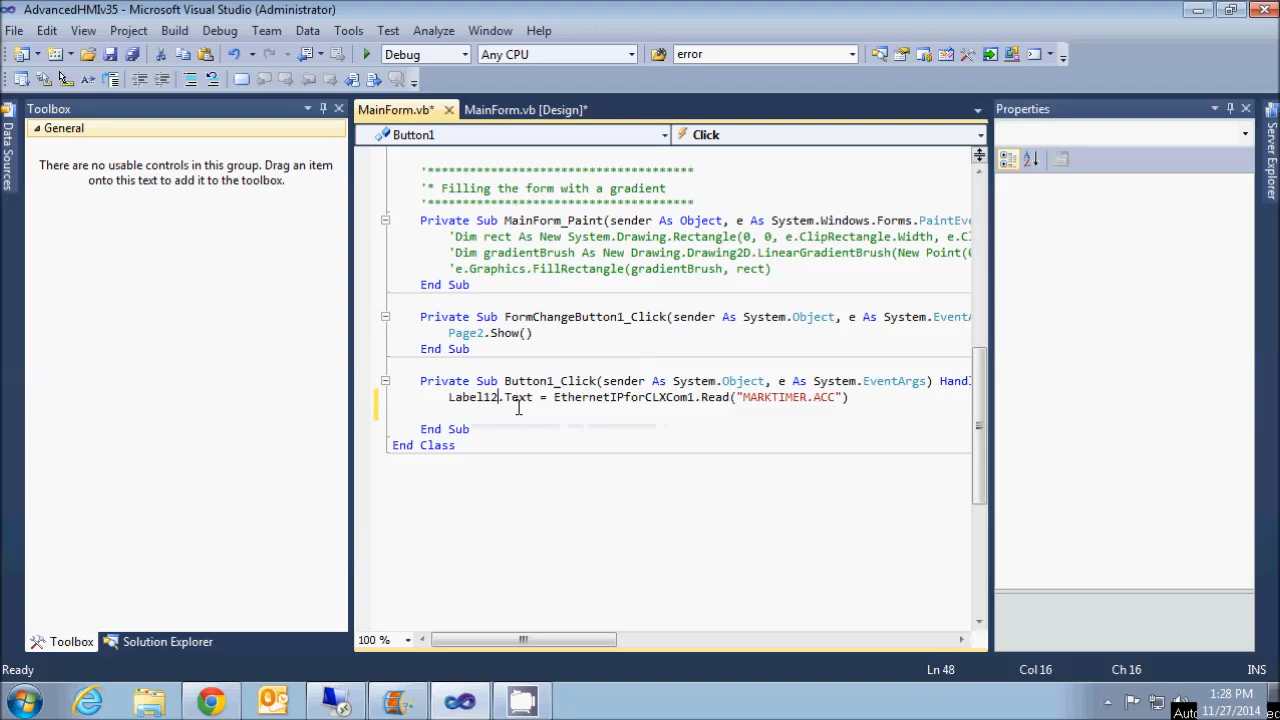 AdvancedHMIv35 - Microsoft Visual Studio (Administrator)
File Edit View Project Build Debug Team Data Tools Test Analyze Window Help
Debug Any CPU error
Toolbox
General
There are no usable controls in this group. Drag an item
onto this text to add it to the toolbox.
Data Sources
MainForm.vb* MainForm.vb [Design]*
Button1 Click
'**************************************
'* Filling the form with a gradient
'**************************************
Private Sub MainForm_Paint(sender As Object, e As System.Windows.Forms.PaintEve
'Dim rect As New System.Drawing.Rectangle(0, 0, e.ClipRectangle.Width, e.Cl
'Dim gradientBrush As New Drawing.Drawing2D.LinearGradientBrush(New Point(0
'e.Graphics.FillRectangle(gradientBrush, rect)
End Sub
Private Sub FormChangeButton1_Click(sender As System.Object, e As System.EventA
Page2.Show()
End Sub
Private Sub Button1_Click(sender As System.Object, e As System.EventArgs) Handl
Label12.Text = EthernetIPforCLXCom1.Read("MARKTIMER.ACC")
End Sub
End Class
100 %
Properties
Server Explorer
Toolbox Solution Explorer
Ready Ln 48 Col 16 Ch 16 INS
1:28 PM
11/27/2014